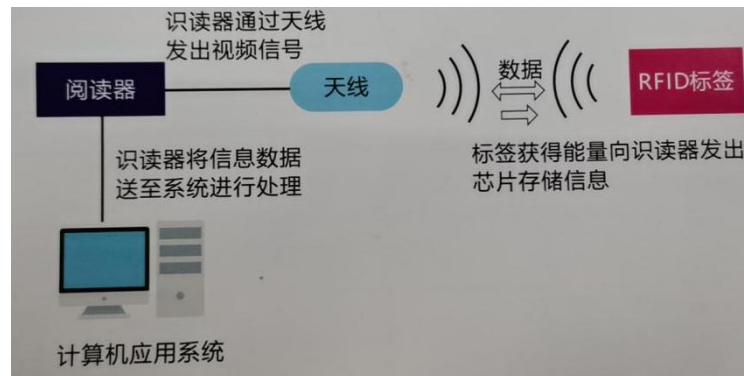 识读器通过天线
发出视频信号
阅读器
天线
数据
RFID标签
识读器将信息数据
送至系统进行处理
标签获得能量向识读器发出
芯片存储信息
计算机应用系统